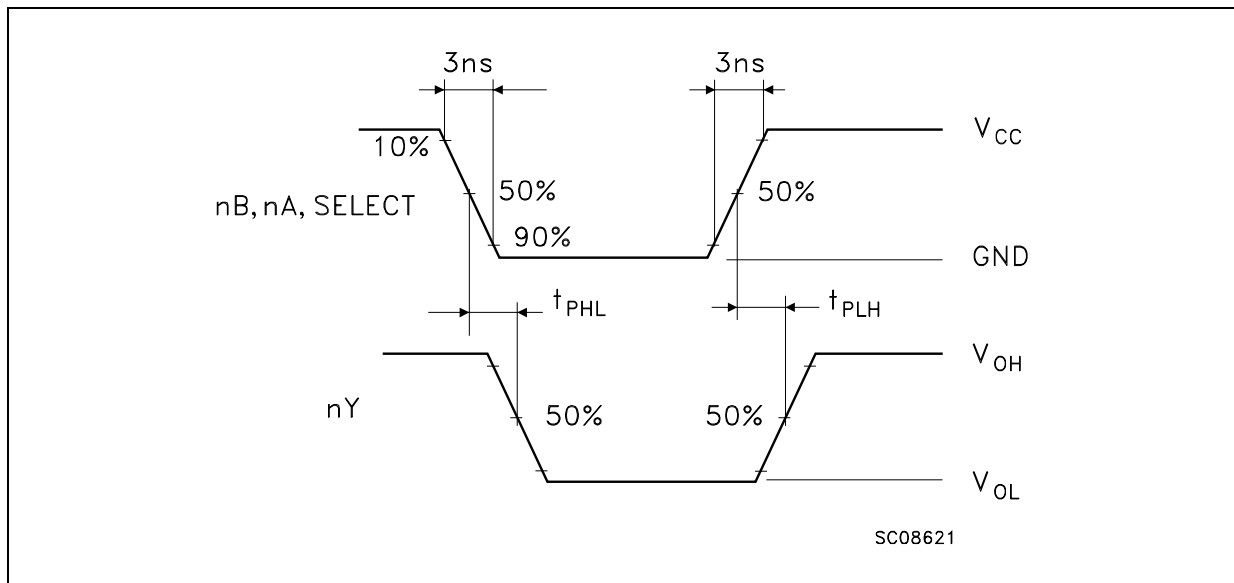 3ns 3ns
VCC
10%
50% 50%
nB, nA, SELECT
90%
GND
tPHL tPLH
VOH
nY 50% 50%
VOL
SC08621